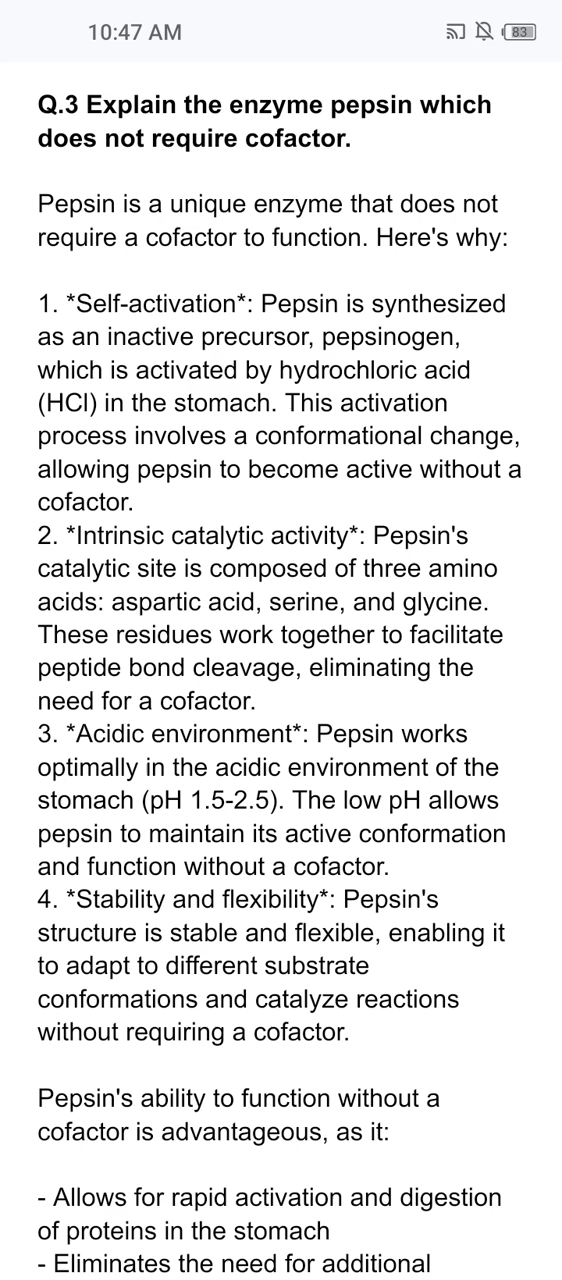 10:47 AM
83
Q.3 Explain the enzyme pepsin which
does not require cofactor.
Pepsin is a unique enzyme that does not
require a cofactor to function. Here's why:
1. *Self-activation*: Pepsin is synthesized
as an inactive precursor, pepsinogen,
which is activated by hydrochloric acid
(HCl) in the stomach. This activation
process involves a conformational change,
allowing pepsin to become active without a
cofactor.
2. *Intrinsic catalytic activity*: Pepsin's
catalytic site is composed of three amino
acids: aspartic acid, serine, and glycine.
These residues work together to facilitate
peptide bond cleavage, eliminating the
need for a cofactor.
3. *Acidic environment*: Pepsin works
optimally in the acidic environment of the
stomach (pH 1.5-2.5). The low pH allows
pepsin to maintain its active conformation
and function without a cofactor.
4. *Stability and flexibility*: Pepsin's
structure is stable and flexible, enabling it
to adapt to different substrate
conformations and catalyze reactions
without requiring a cofactor.
Pepsin's ability to function without a
cofactor is advantageous, as it:
- Allows for rapid activation and digestion
of proteins in the stomach
- Eliminates the need for additional